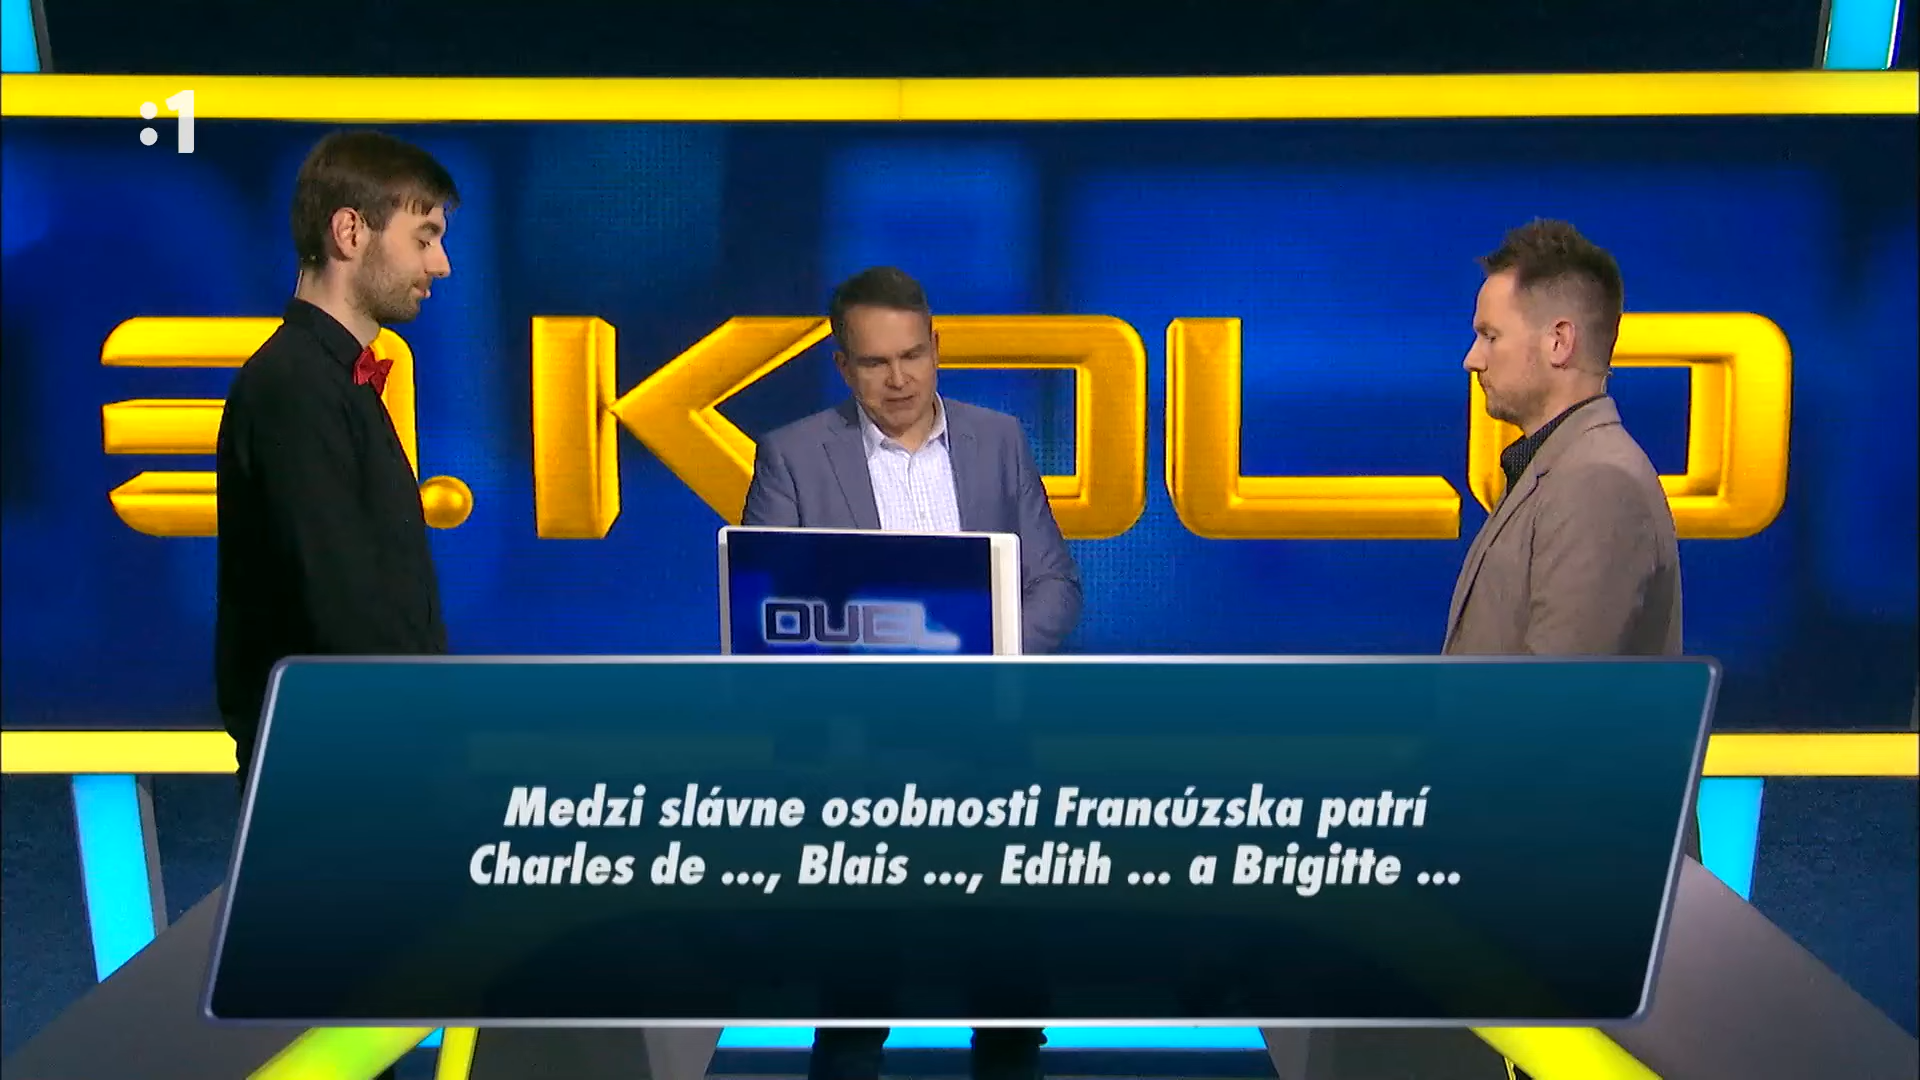 :1
3. KOLO
DUEL
Medzi slávne osobnosti Francúzska patrí
Charles de ..., Blais ..., Edith ... a Brigitte ...